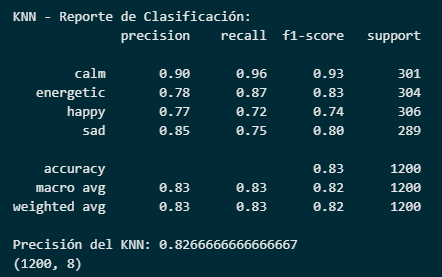 KNN - Reporte de Clasificación:
precision recall f1-score support
calm 0.90 0.96 0.93 301
energetic 0.78 0.87 0.83 304
happy 0.77 0.72 0.74 306
sad 0.85 0.75 0.80 289
accuracy 0.83 1200
macro avg 0.83 0.83 0.82 1200
weighted avg 0.83 0.83 0.82 1200
Precisión del KNN: 0.8266666666666667
(1200, 8)